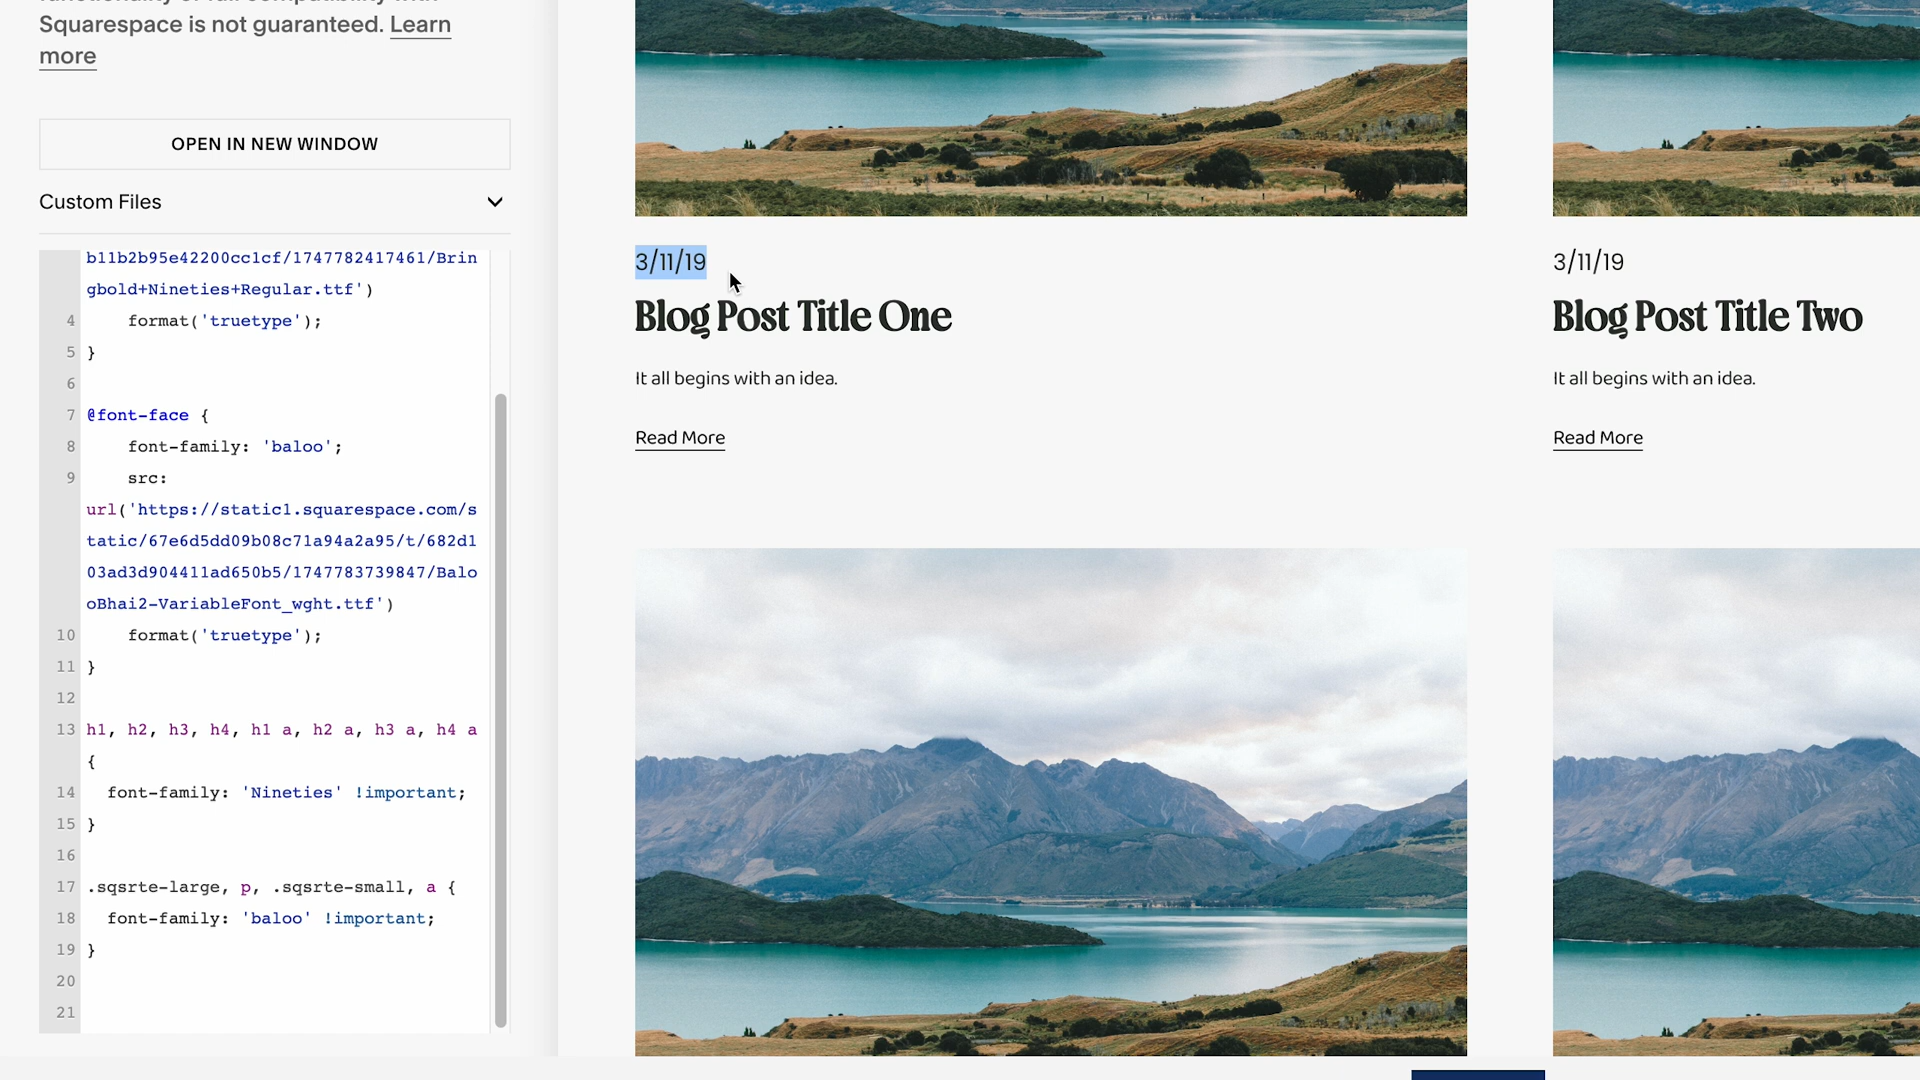 Squarespace is not guaranteed. Learn
more
OPEN IN NEW WINDOW
Custom Files
b11b2b95e42200cc1cf/1747782417461/Brin
gbold+Nineties+Regular.ttf')
4 format('truetype');
5 }
6
7 @font-face {
8 font-family: 'baloo';
9 src:
url('https://static1.squarespace.com/s
tatic/67e6d5dd09b08c71a94a2a95/t/682d1
03ad3d904411ad650b5/1747783739847/Balo
oBhai2-VariableFont_wght.ttf')
10 format('truetype');
11 }
12
13 h1, h2, h3, h4, h1 a, h2 a, h3 a, h4 a
{
14 font-family: 'Nineties' !important;
15 }
16
17 .sqsrte-large, p, .sqsrte-small, a {
18 font-family: 'baloo' !important;
19 }
20
21
3/11/19
Blog Post Title One
It all begins with an idea.
Read More
3/11/19
Blog Post Title Two
It all begins with an idea.
Read More